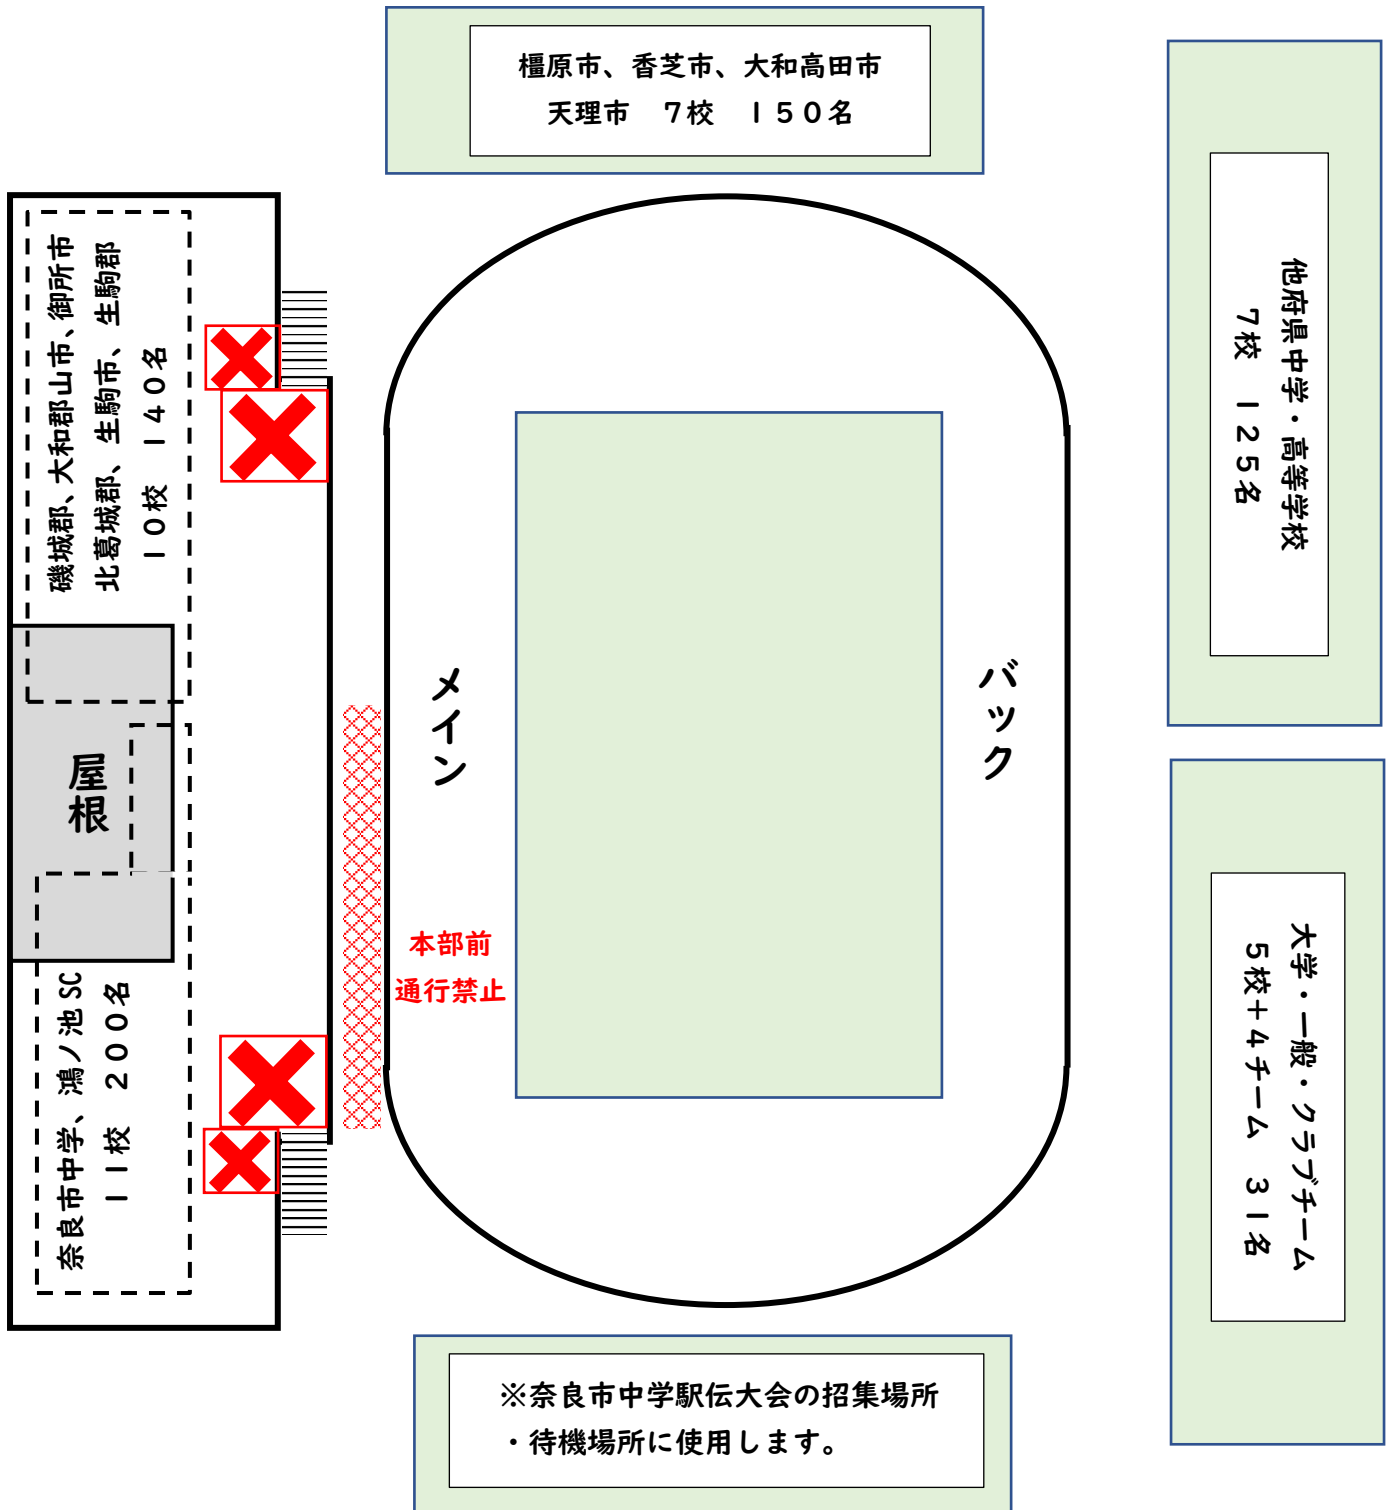 橿原市、香芝市、大和高田市
天理市　７校　１５０名
磯城郡、大和郡山市、御所市
北葛城郡、生駒市、生駒郡
１０校　１４０名
屋根
奈良市中学、鴻ノ池SC
１１校　２００名
メイン
バック
本部前
通行禁止
他府県中学・高等学校
７校　１２５名
大学・一般・クラブチーム
５校＋４チーム　３１名
※奈良市中学駅伝大会の招集場所
・待機場所に使用します。